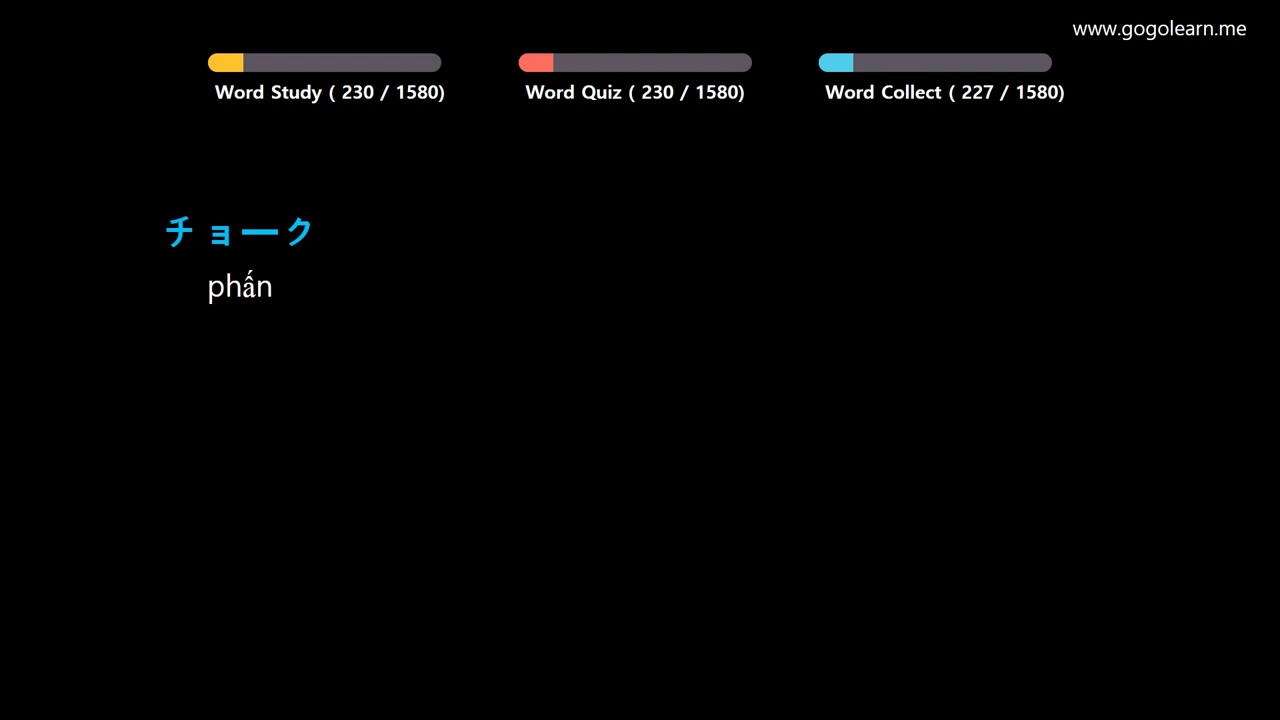 www.gogolearn.me
Word Study ( 230 / 1580)
Word Quiz ( 230 / 1580)
Word Collect ( 227 / 1580)
チョーク
phấn